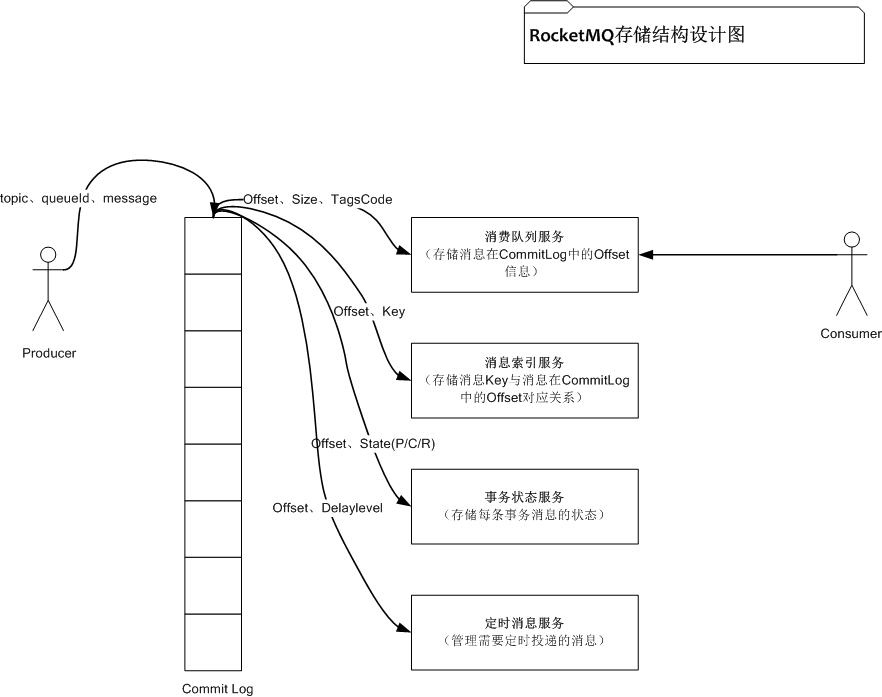 RocketMQ存储结构设计图
topic、queueId、message
Offset、Size、TagsCode
消费队列服务
（存储消息在CommitLog中的Offset
信息）
Producer
Consumer
Offset、Key
消息索引服务
（存储消息Key与消息在CommitLog
中的Offset对应关系）
Offset、State(P/C/R)
事务状态服务
（存储每条事务消息的状态）
Offset、Delaylevel
定时消息服务
（管理需要定时投递的消息）
Commit Log